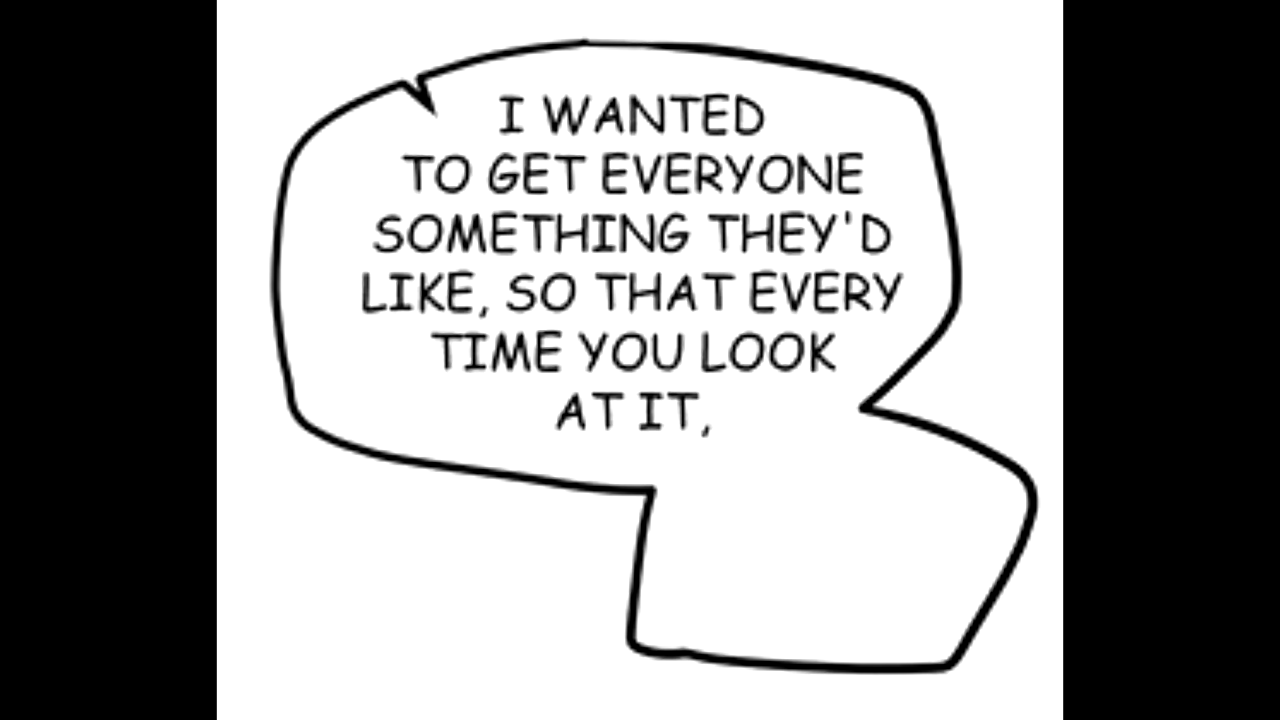 I WANTED
TO GET EVERYONE
SOMETHING THEY'D
LIKE, SO THAT EVERY
TIME YOU LOOK
AT IT,